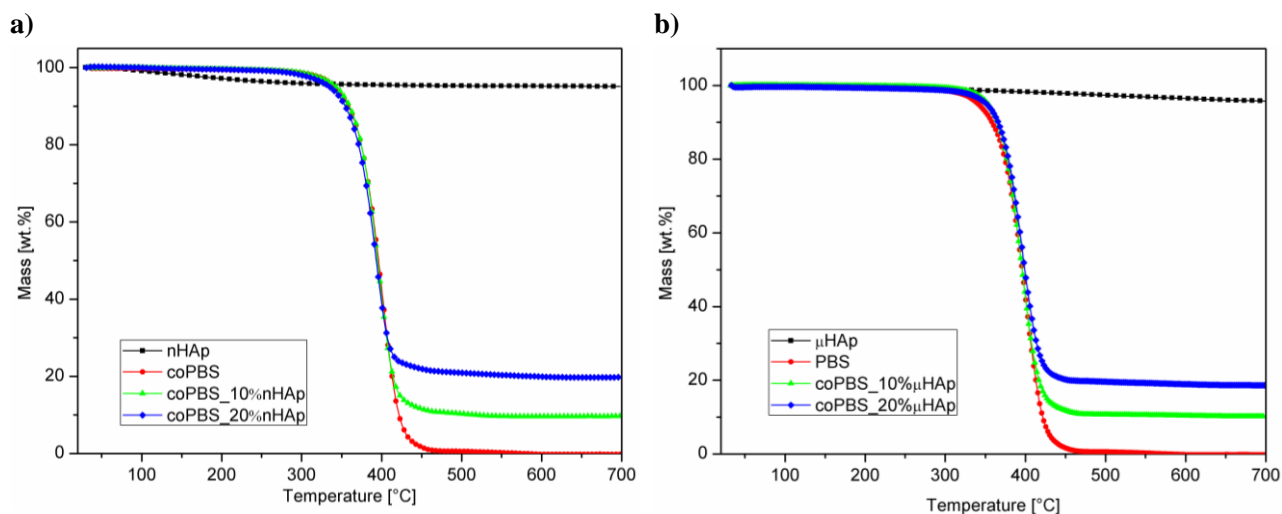 a)
100
80
60
40
20
0
Mass [wt.%]
nHAp
coPBS
coPBS_10%nHAp
coPBS_20%nHAp
100 200 300 400 500 600 700
Temperature [°C]
b)
100
80
60
40
20
0
Mass [wt.%]
μHAp
PBS
coPBS_10%μHAp
coPBS_20%μHAp
100 200 300 400 500 600 700
Temperature [°C]